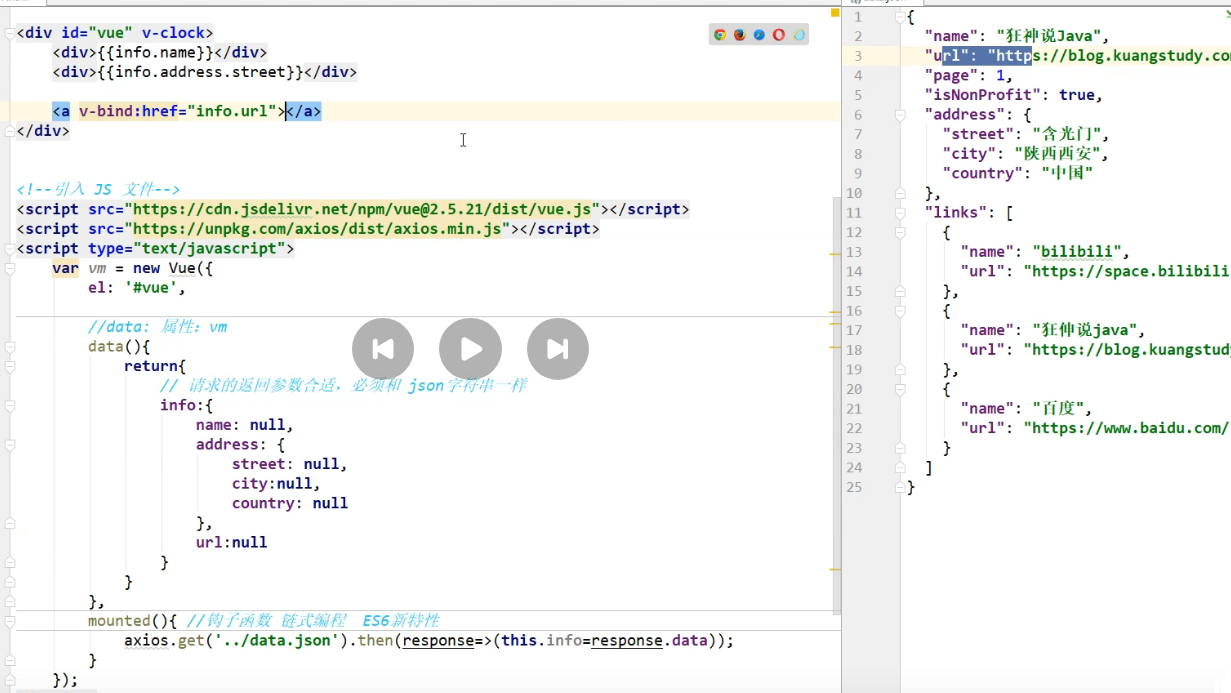 <div id="vue" v-clock>
<div>{{info.name}}</div>
<div>{{info.address.street}}</div>
<a v-bind:href="info.url"></a>
</div>
<!--引入 JS 文件-->
<script src="https://cdn.jsdelivr.net/npm/vue@2.5.21/dist/vue.js"></script>
<script src="https://unpkg.com/axios/dist/axios.min.js"></script>
<script type="text/javascript">
var vm = new Vue({
el: '#vue',
//data: 属性：vm
data(){
return{
// 请求的返回参数合适，必须和 json字符串一样
info:{
name: null,
address: {
street: null,
city:null,
country: null
},
url:null
}
}
},
mounted(){ //钩子函数 链式编程 ES6新特性
axios.get('../data.json').then(response=>(this.info=response.data));
}
});
1 {
2 "name": "狂神说Java",
3 "url": "https://blog.kuangstudy.co
4 "page": 1,
5 "isNonProfit": true,
6 "address": {
7 "street": "含光门",
8 "city": "陕西西安",
9 "country": "中国"
10 },
11 "links": [
12 {
13 "name": "bilibili",
14 "url": "https://space.bilibili
15 },
16 {
17 "name": "狂神说java",
18 "url": "https://blog.kuangstudy
19 },
20 {
21 "name": "百度",
22 "url": "https://www.baidu.com/
23 }
24 ]
25 }